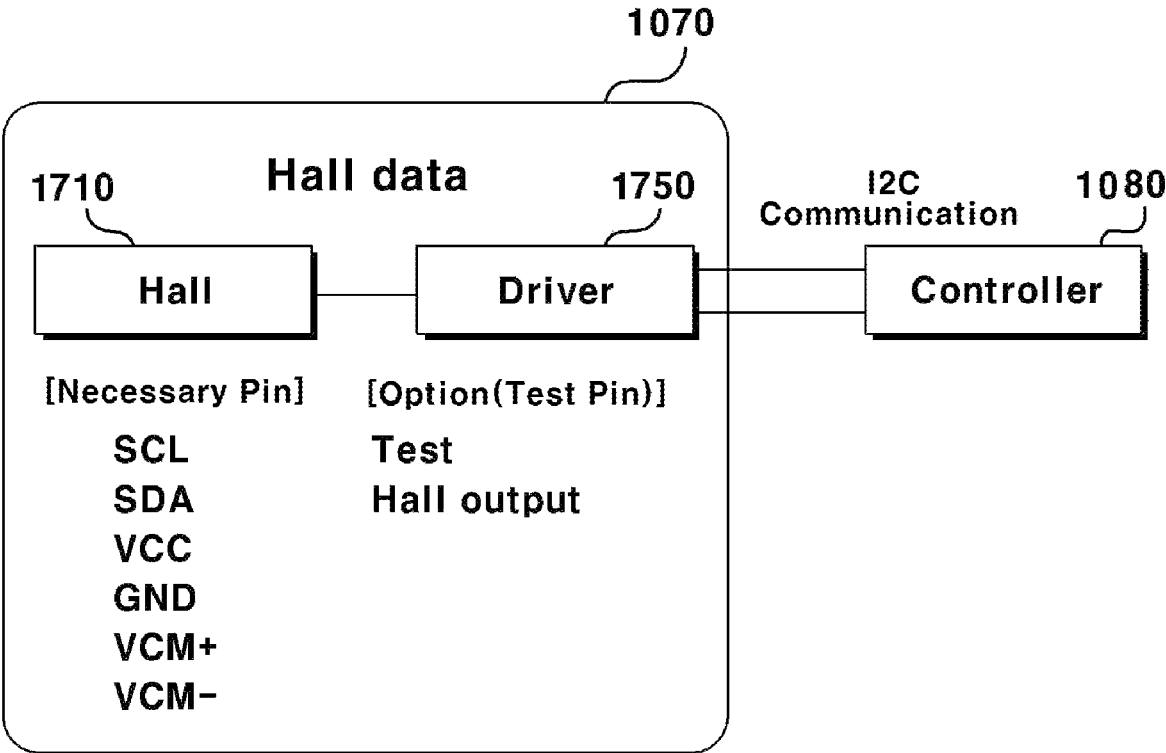 1070
Hall data
1710
1750
I2C
Communication
1080
Hall
Driver
Controller
[Necessary Pin]
[Option(Test Pin)]
SCL
Test
SDA
Hall output
VCC
GND
VCM+
VCM-